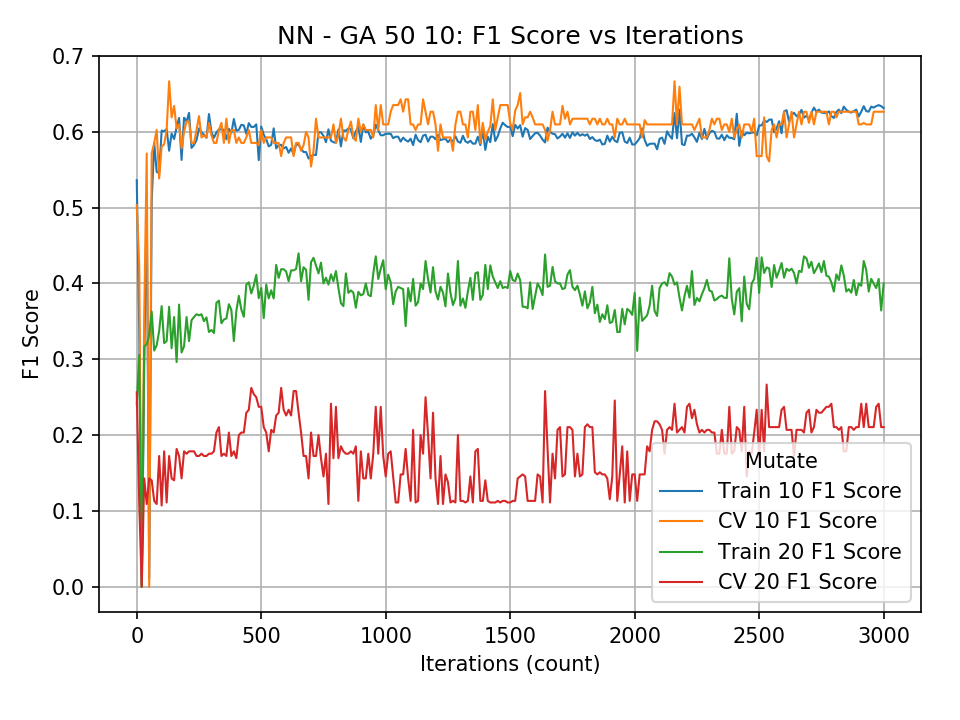 NN - GA 50 10: F1 Score vs Iterations
F1 Score
0.7
0.6
0.5
0.4
0.3
0.2
0.1
0.0
Mutate
Train 10 F1 Score
CV 10 F1 Score
Train 20 F1 Score
CV 20 F1 Score
0 500 1000 1500 2000 2500 3000
Iterations (count)